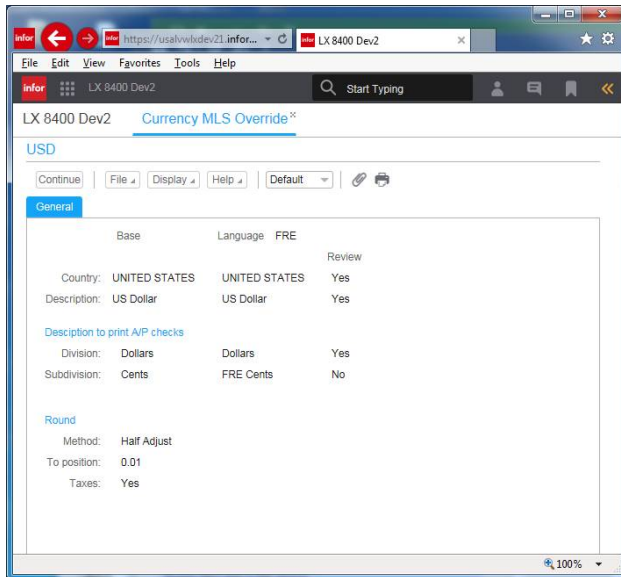 infor
infor https://usalvwlxdev21.infor...
infor LX 8400 Dev2
File Edit View Favorites Tools Help
infor LX 8400 Dev2 Start Typing
LX 8400 Dev2 Currency MLS Override
USD
Continue File Display Help Default
General
Base Language FRE
Review
Country: UNITED STATES UNITED STATES Yes
Description: US Dollar US Dollar Yes
Desciption to print A/P checks
Division: Dollars Dollars Yes
Subdivision: Cents FRE Cents No
Round
Method: Half Adjust
To position: 0.01
Taxes: Yes
100%